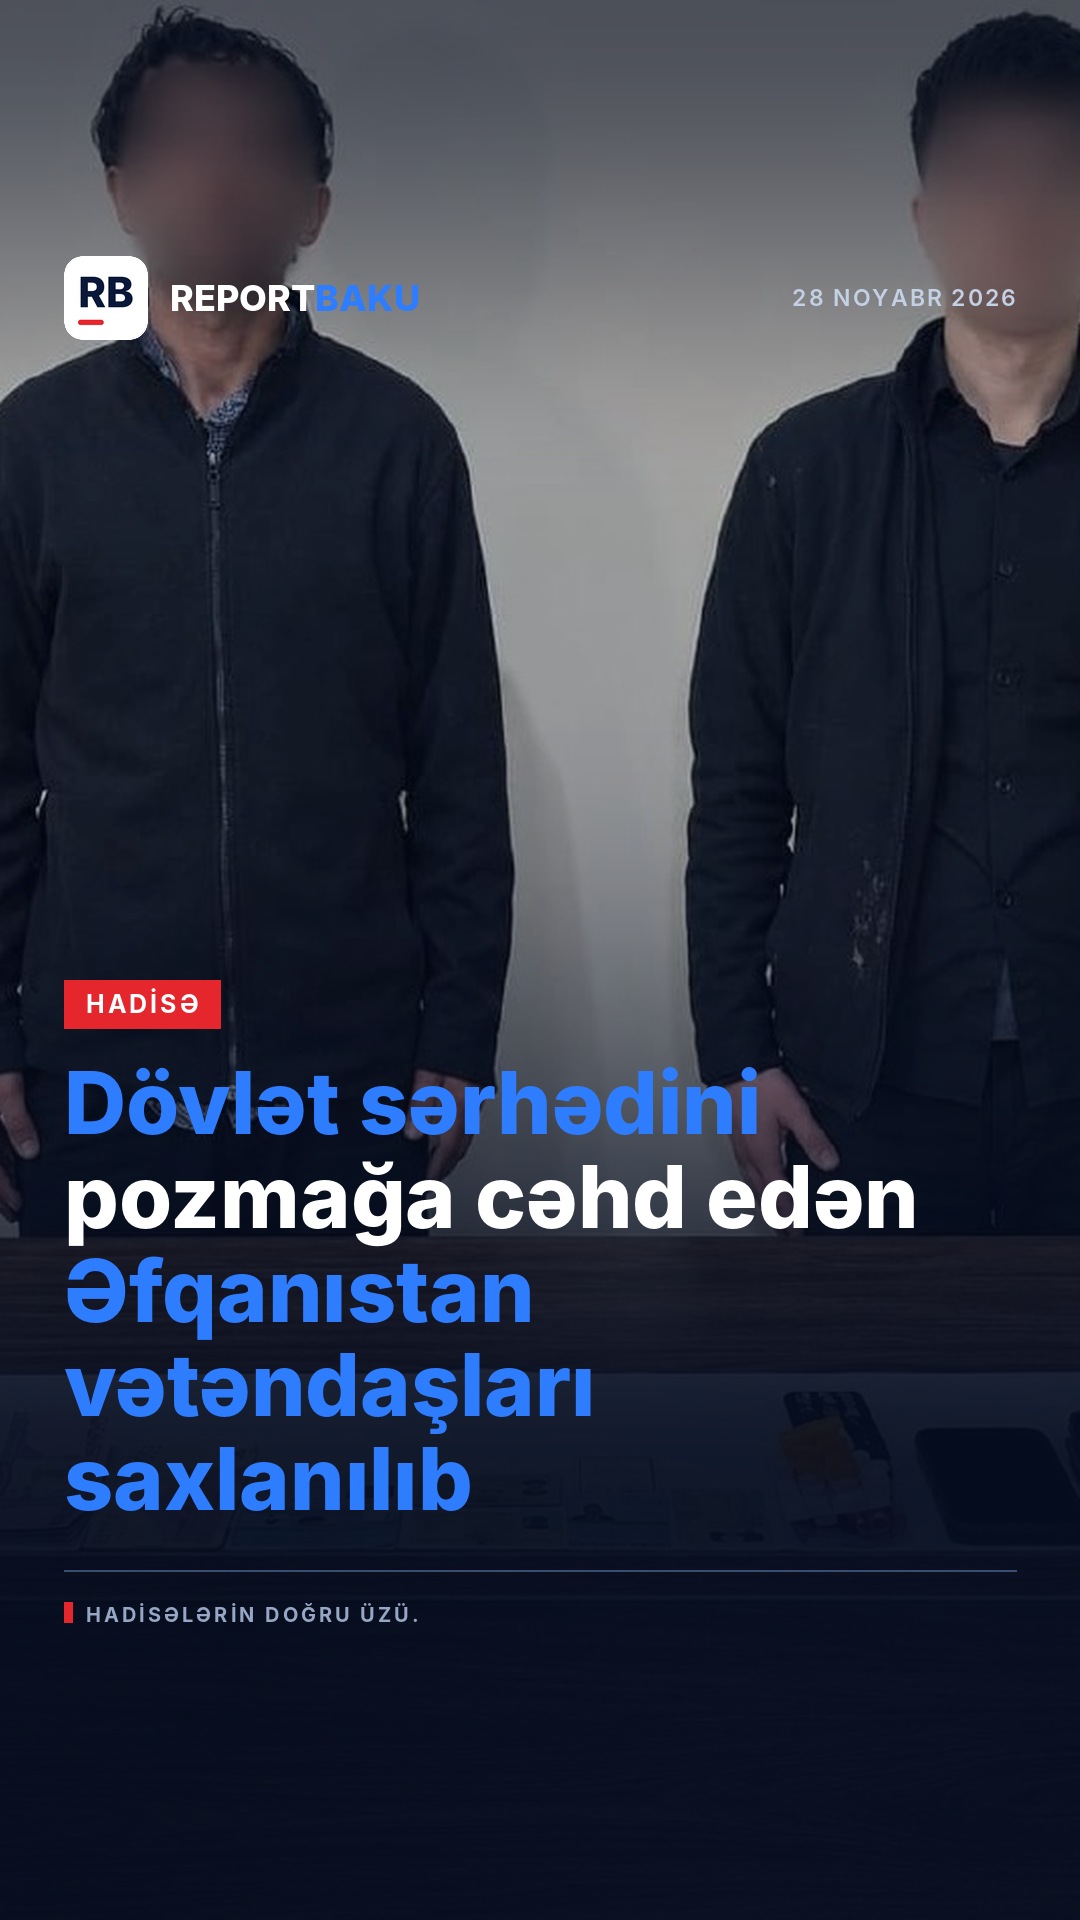 RB
REPORTBAKU
28 NOYABR 2026
HADİSƏ
Dövlət sərhədini
pozmağa cəhd edən
Əfqanıstan
vətəndaşları
saxlanılıb
HADİSƏLƏRİN DOĞRU ÜZÜ.